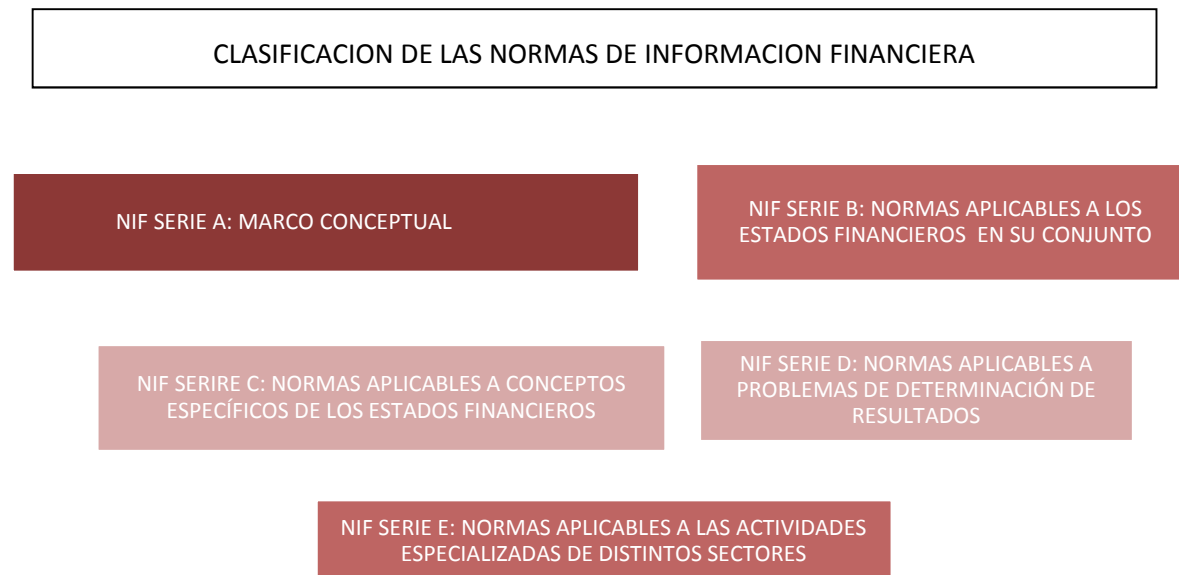 CLASIFICACION DE LAS NORMAS DE INFORMACION FINANCIERA
NIF SERIE A: MARCO CONCEPTUAL
NIF SERIE B: NORMAS APLICABLES A LOS
ESTADOS FINANCIEROS EN SU CONJUNTO
NIF SERIRE C: NORMAS APLICABLES A CONCEPTOS
ESPECÍFICOS DE LOS ESTADOS FINANCIEROS
NIF SERIE D: NORMAS APLICABLES A
PROBLEMAS DE DETERMINACIÓN DE
RESULTADOS
NIF SERIE E: NORMAS APLICABLES A LAS ACTIVIDADES
ESPECIALIZADAS DE DISTINTOS SECTORES